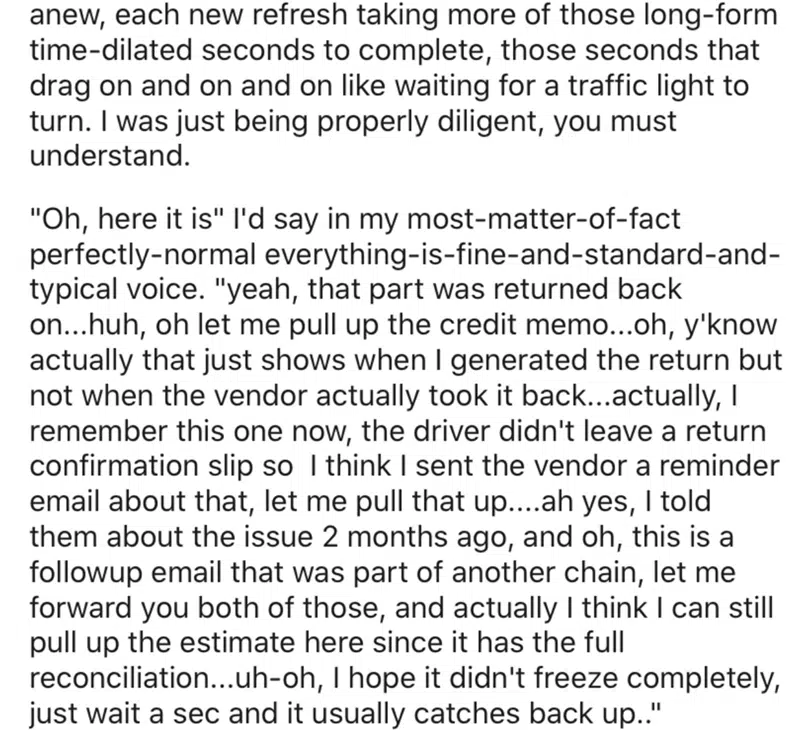 anew, each new refresh taking more of those long-form
time-dilated seconds to complete, those seconds that
drag on and on and on like waiting for a traffic light to
turn. I was just being properly diligent, you must
understand.
"Oh, here it is" I'd say in my most-matter-of-fact
perfectly-normal everything-is-fine-and-standard-and-
typical voice. "yeah, that part was returned back
on...huh, oh let me pull up the credit memo...oh, y'know
actually that just shows when I generated the return but
not when the vendor actually took it back...actually, I
remember this one now, the driver didn't leave a return
confirmation slip so  I think I sent the vendor a reminder
email about that, let me pull that up....ah yes, I told
them about the issue 2 months ago, and oh, this is a
followup email that was part of another chain, let me
forward you both of those, and actually I think I can still
pull up the estimate here since it has the full
reconciliation...uh-oh, I hope it didn't freeze completely,
just wait a sec and it usually catches back up.."